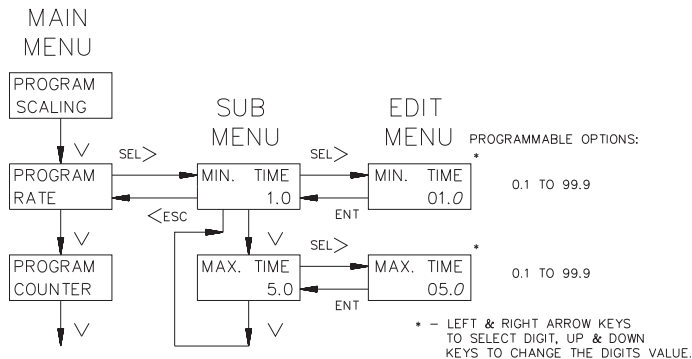 MAIN
MENU
PROGRAM
SCALING
SUB
MENU
EDIT
MENU
PROGRAMMABLE OPTIONS:
SEL>
SEL>
*
PROGRAM
RATE
MIN. TIME
1.0
MIN. TIME
01.0
0.1 TO 99.9
<ESC
ENT
SEL>
*
PROGRAM
COUNTER
MAX. TIME
5.0
MAX. TIME
05.0
0.1 TO 99.9
ENT
* – LEFT & RIGHT ARROW KEYS
TO SELECT DIGIT, UP & DOWN
KEYS TO CHANGE THE DIGITS VALUE.